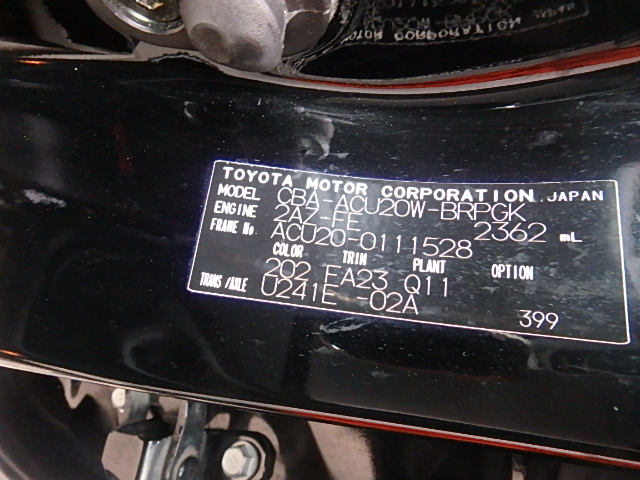 TOYOTA MOTOR CORPORATION JAPAN
MODEL CBA-ACU20W-BRPGK
ENGINE 2AZ-FE 2362 mL
FRAME No. ACU20-0111528
COLOR TRIM PLANT OPTION
202 FA23 Q11
TRANS/AXLE U241E -02A
399